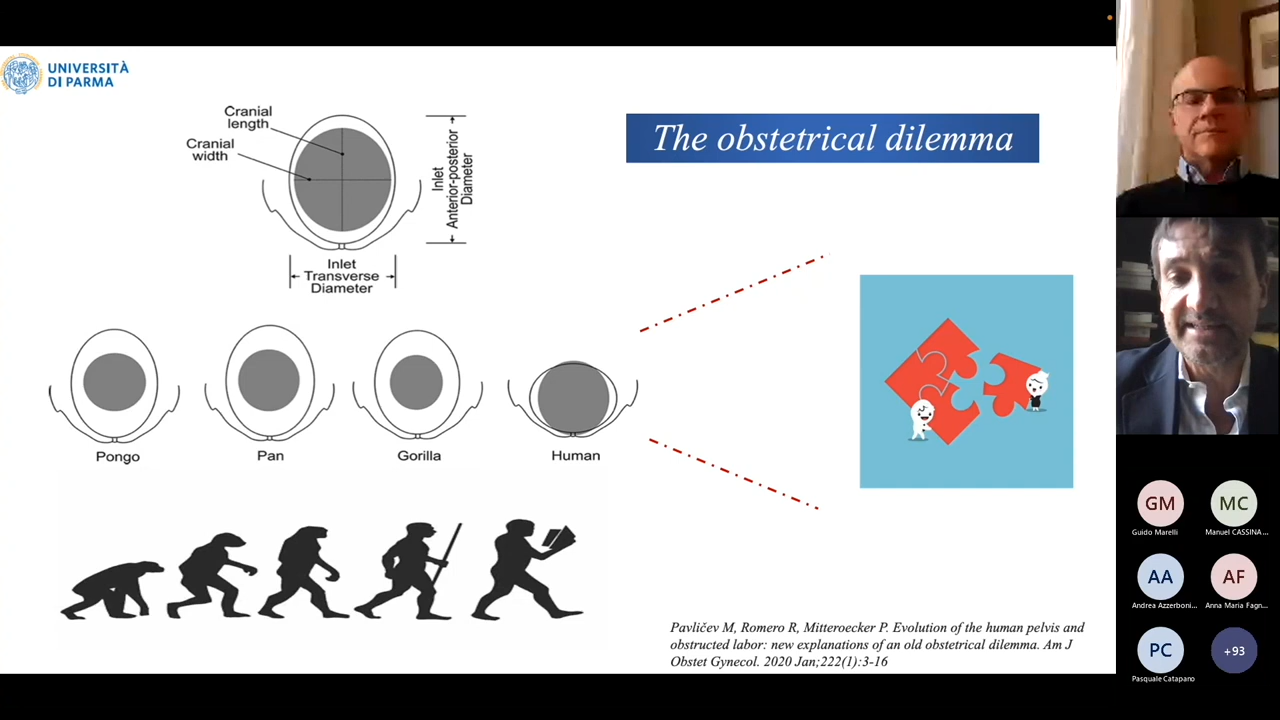 UNIVERSITÀ
DI PARMA
Cranial
length
Cranial
width
Inlet
Anterior-posterior
Diameter
Inlet
Transverse
Diameter
The obstetrical dilemma
Pongo
Pan
Gorilla
Human
Pavličev M, Romero R, Mitteroecker P. Evolution of the human pelvis and
obstructed labor: new explanations of an old obstetrical dilemma. Am J
Obstet Gynecol. 2020 Jan;222(1):3-16
GM
MC
Guido Marelli
Manuel CASSINA...
AA
AF
Andrea Azzerboni...
Anna Maria Fagn...
PC
+93
Pasquale Catapano